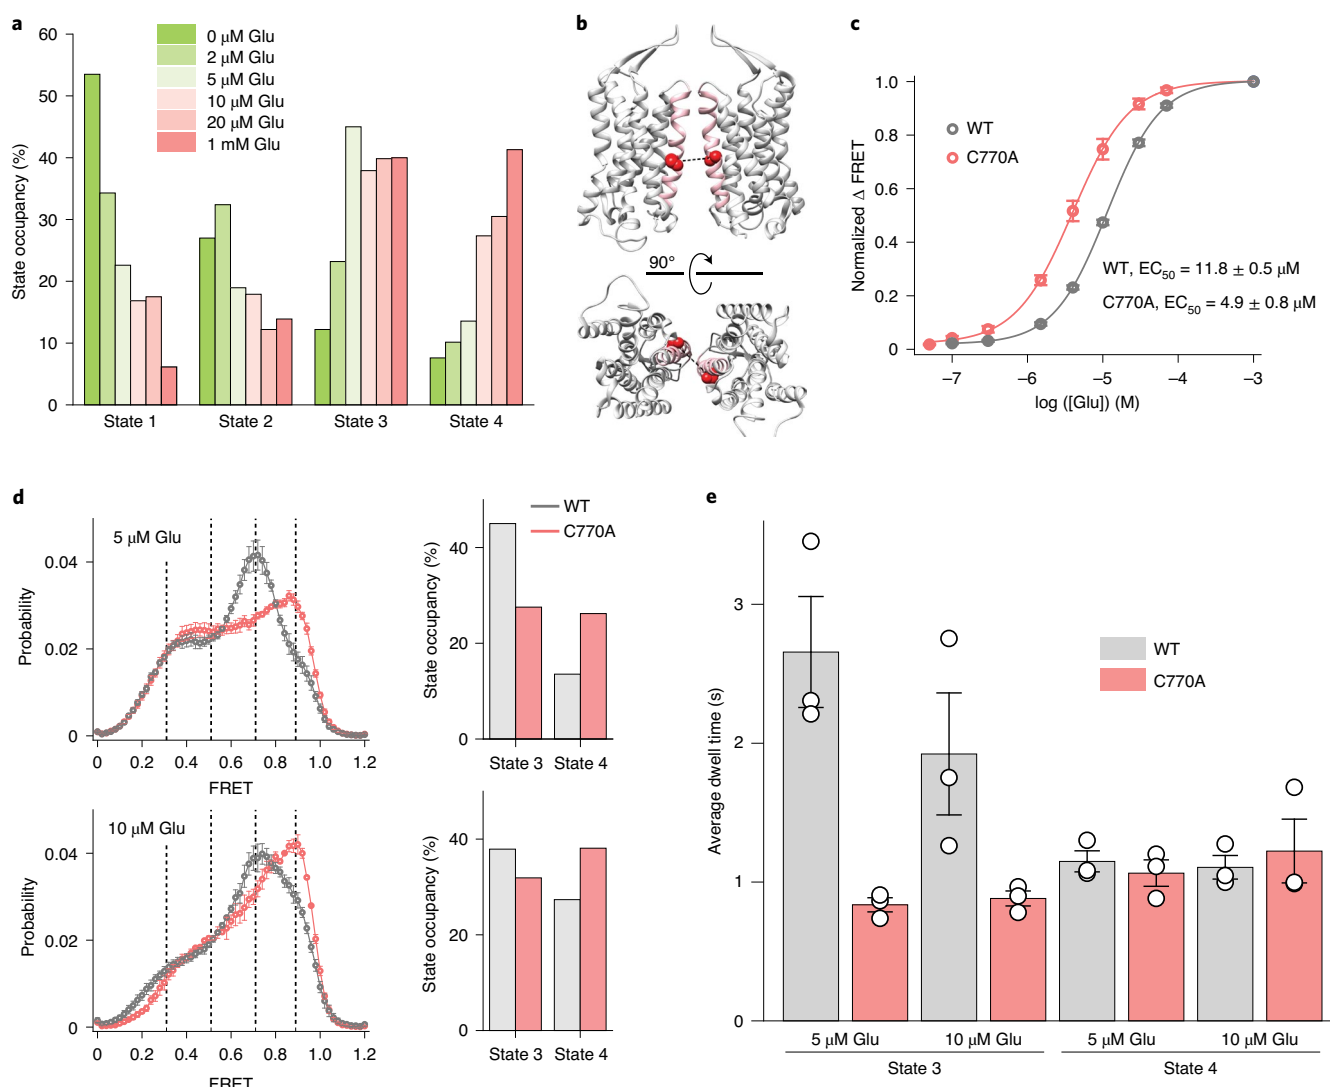 a
60
50
40
30
20
10
0
State occupancy (%)
0 μM Glu
2 μM Glu
5 μM Glu
10 μM Glu
20 μM Glu
1 mM Glu
State 1 State 2 State 3 State 4
b
90°
c
1.0
0.8
0.6
0.4
0.2
0
Normalized Δ FRET
WT
C770A
WT, EC50 = 11.8 ± 0.5 μM
C770A, EC50 = 4.9 ± 0.8 μM
–7 –6 –5 –4 –3
log ([Glu]) (M)
d
5 μM Glu
0.04
0.02
0
Probability
0 0.2 0.4 0.6 0.8 1.0 1.2
FRET
WT
C770A
40
20
0
State occupancy (%)
State 3 State 4
10 μM Glu
0.04
0.02
0
Probability
0 0.2 0.4 0.6 0.8 1.0 1.2
FRET
40
20
0
State occupancy (%)
State 3 State 4
e
3
2
1
0
Average dwell time (s)
WT
C770A
5 μM Glu 10 μM Glu 5 μM Glu 10 μM Glu
State 3 State 4